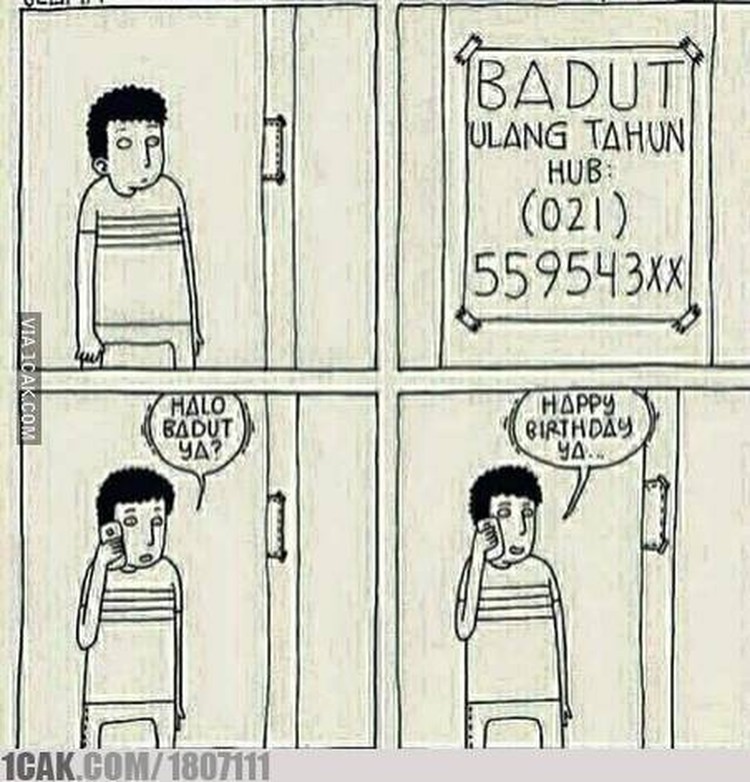 BADUT
ULANG TAHUN
HUB:
(021)
559543XX
HALO
BADUT
YA?
HAPPY
BIRTHDAY
YA...
VIA 1CAK.COM
1CAK.COM/1807111